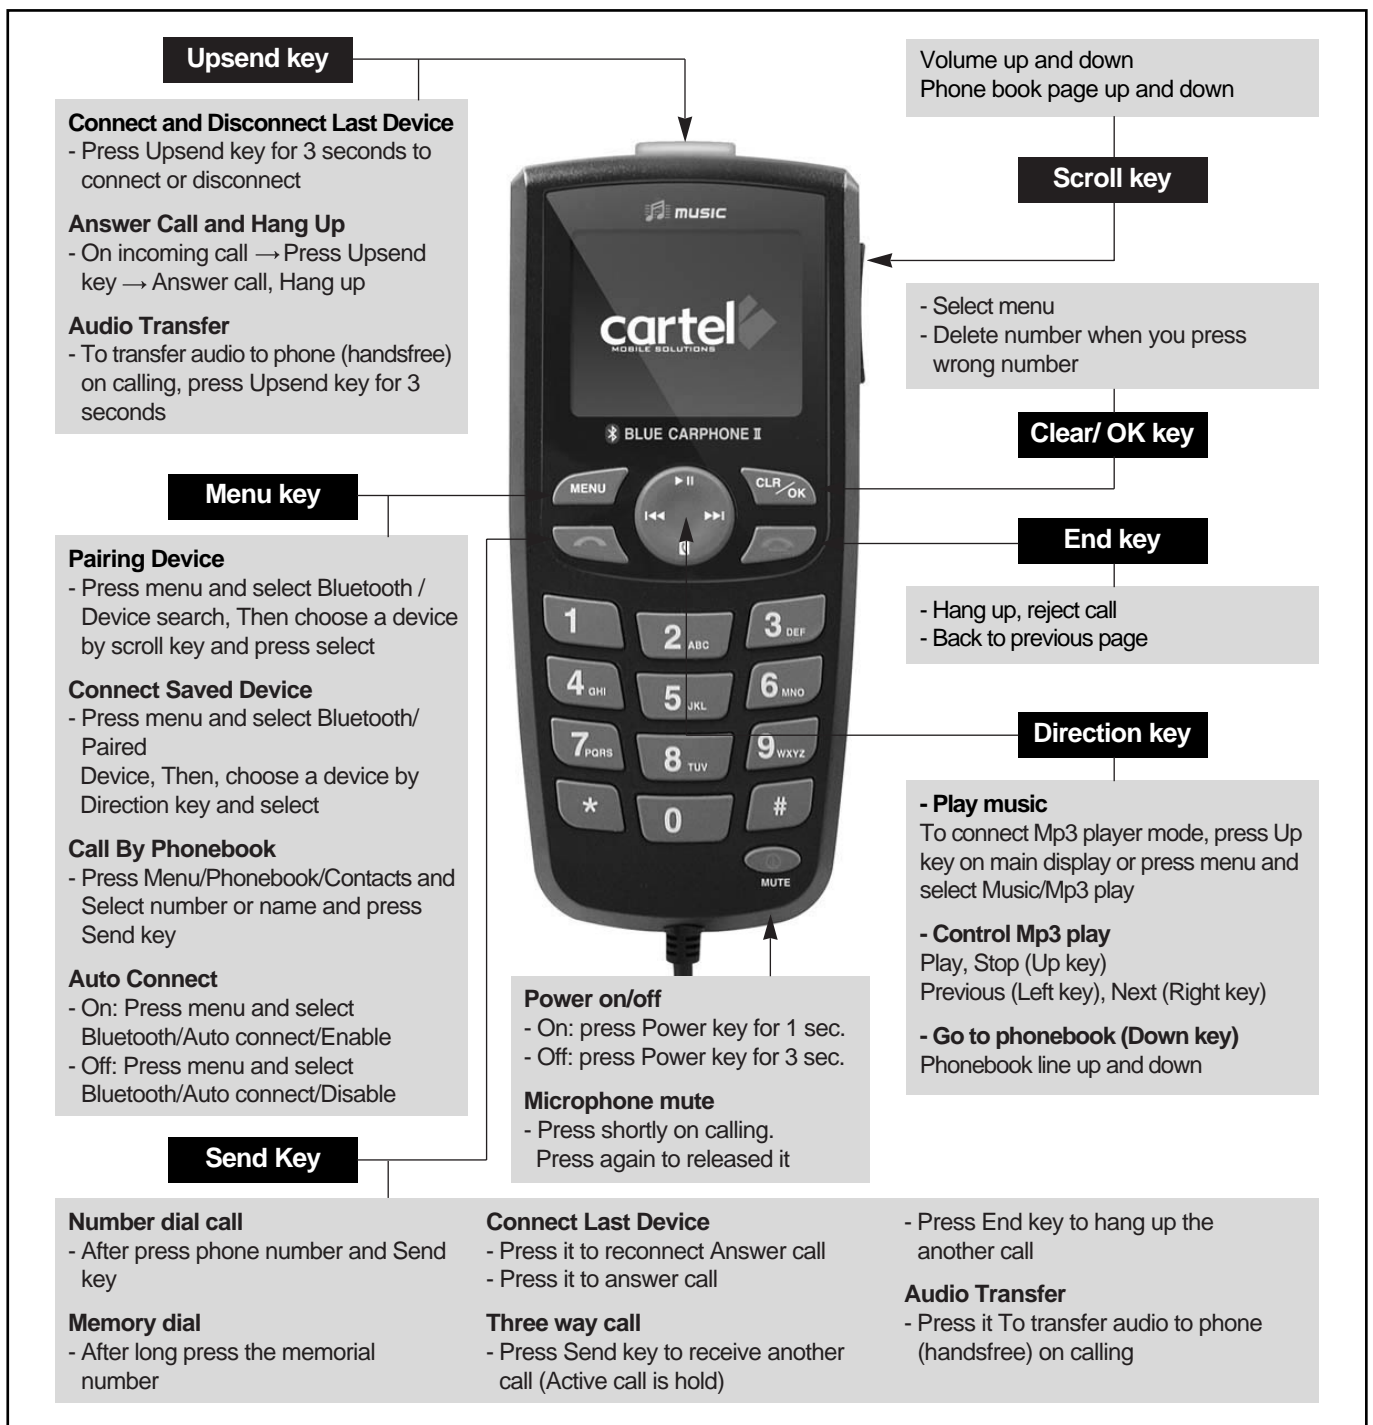 Upsend key
Connect and Disconnect Last Device
- Press Upsend key for 3 seconds to
connect or disconnect
Answer Call and Hang Up
- On incoming call → Press Upsend
key → Answer call, Hang up
Audio Transfer
- To transfer audio to phone (handsfree)
on calling, press Upsend key for 3
seconds
Volume up and down
Phone book page up and down
Scroll key
- Select menu
- Delete number when you press
wrong number
Clear/ OK key
MUSIC
cartel
MOBILE SOLUTIONS
BLUE CARPHONE II
MENU
CLR/OK
1
2 ABC
3 DEF
4 GHI
5 JKL
6 MNO
7 PQRS
8 TUV
9 WXYZ
*
0
#
MUTE
Menu key
Pairing Device
- Press menu and select Bluetooth /
Device search, Then choose a device
by scroll key and press select
Connect Saved Device
- Press menu and select Bluetooth/
Paired
Device, Then, choose a device by
Direction key and select
Call By Phonebook
- Press Menu/Phonebook/Contacts and
Select number or name and press
Send key
Auto Connect
- On: Press menu and select
Bluetooth/Auto connect/Enable
- Off: Press menu and select
Bluetooth/Auto connect/Disable
End key
- Hang up, reject call
- Back to previous page
Direction key
- Play music
To connect Mp3 player mode, press Up
key on main display or press menu and
select Music/Mp3 play
- Control Mp3 play
Play, Stop (Up key)
Previous (Left key), Next (Right key)
- Go to phonebook (Down key)
Phonebook line up and down
Power on/off
- On: press Power key for 1 sec.
- Off: press Power key for 3 sec.
Microphone mute
- Press shortly on calling.
Press again to released it
Send Key
Number dial call
- After press phone number and Send
key
Memory dial
- After long press the memorial
number
Connect Last Device
- Press it to reconnect Answer call
- Press it to answer call
Three way call
- Press Send key to receive another
call (Active call is hold)
- Press End key to hang up the
another call
Audio Transfer
- Press it To transfer audio to phone
(handsfree) on calling